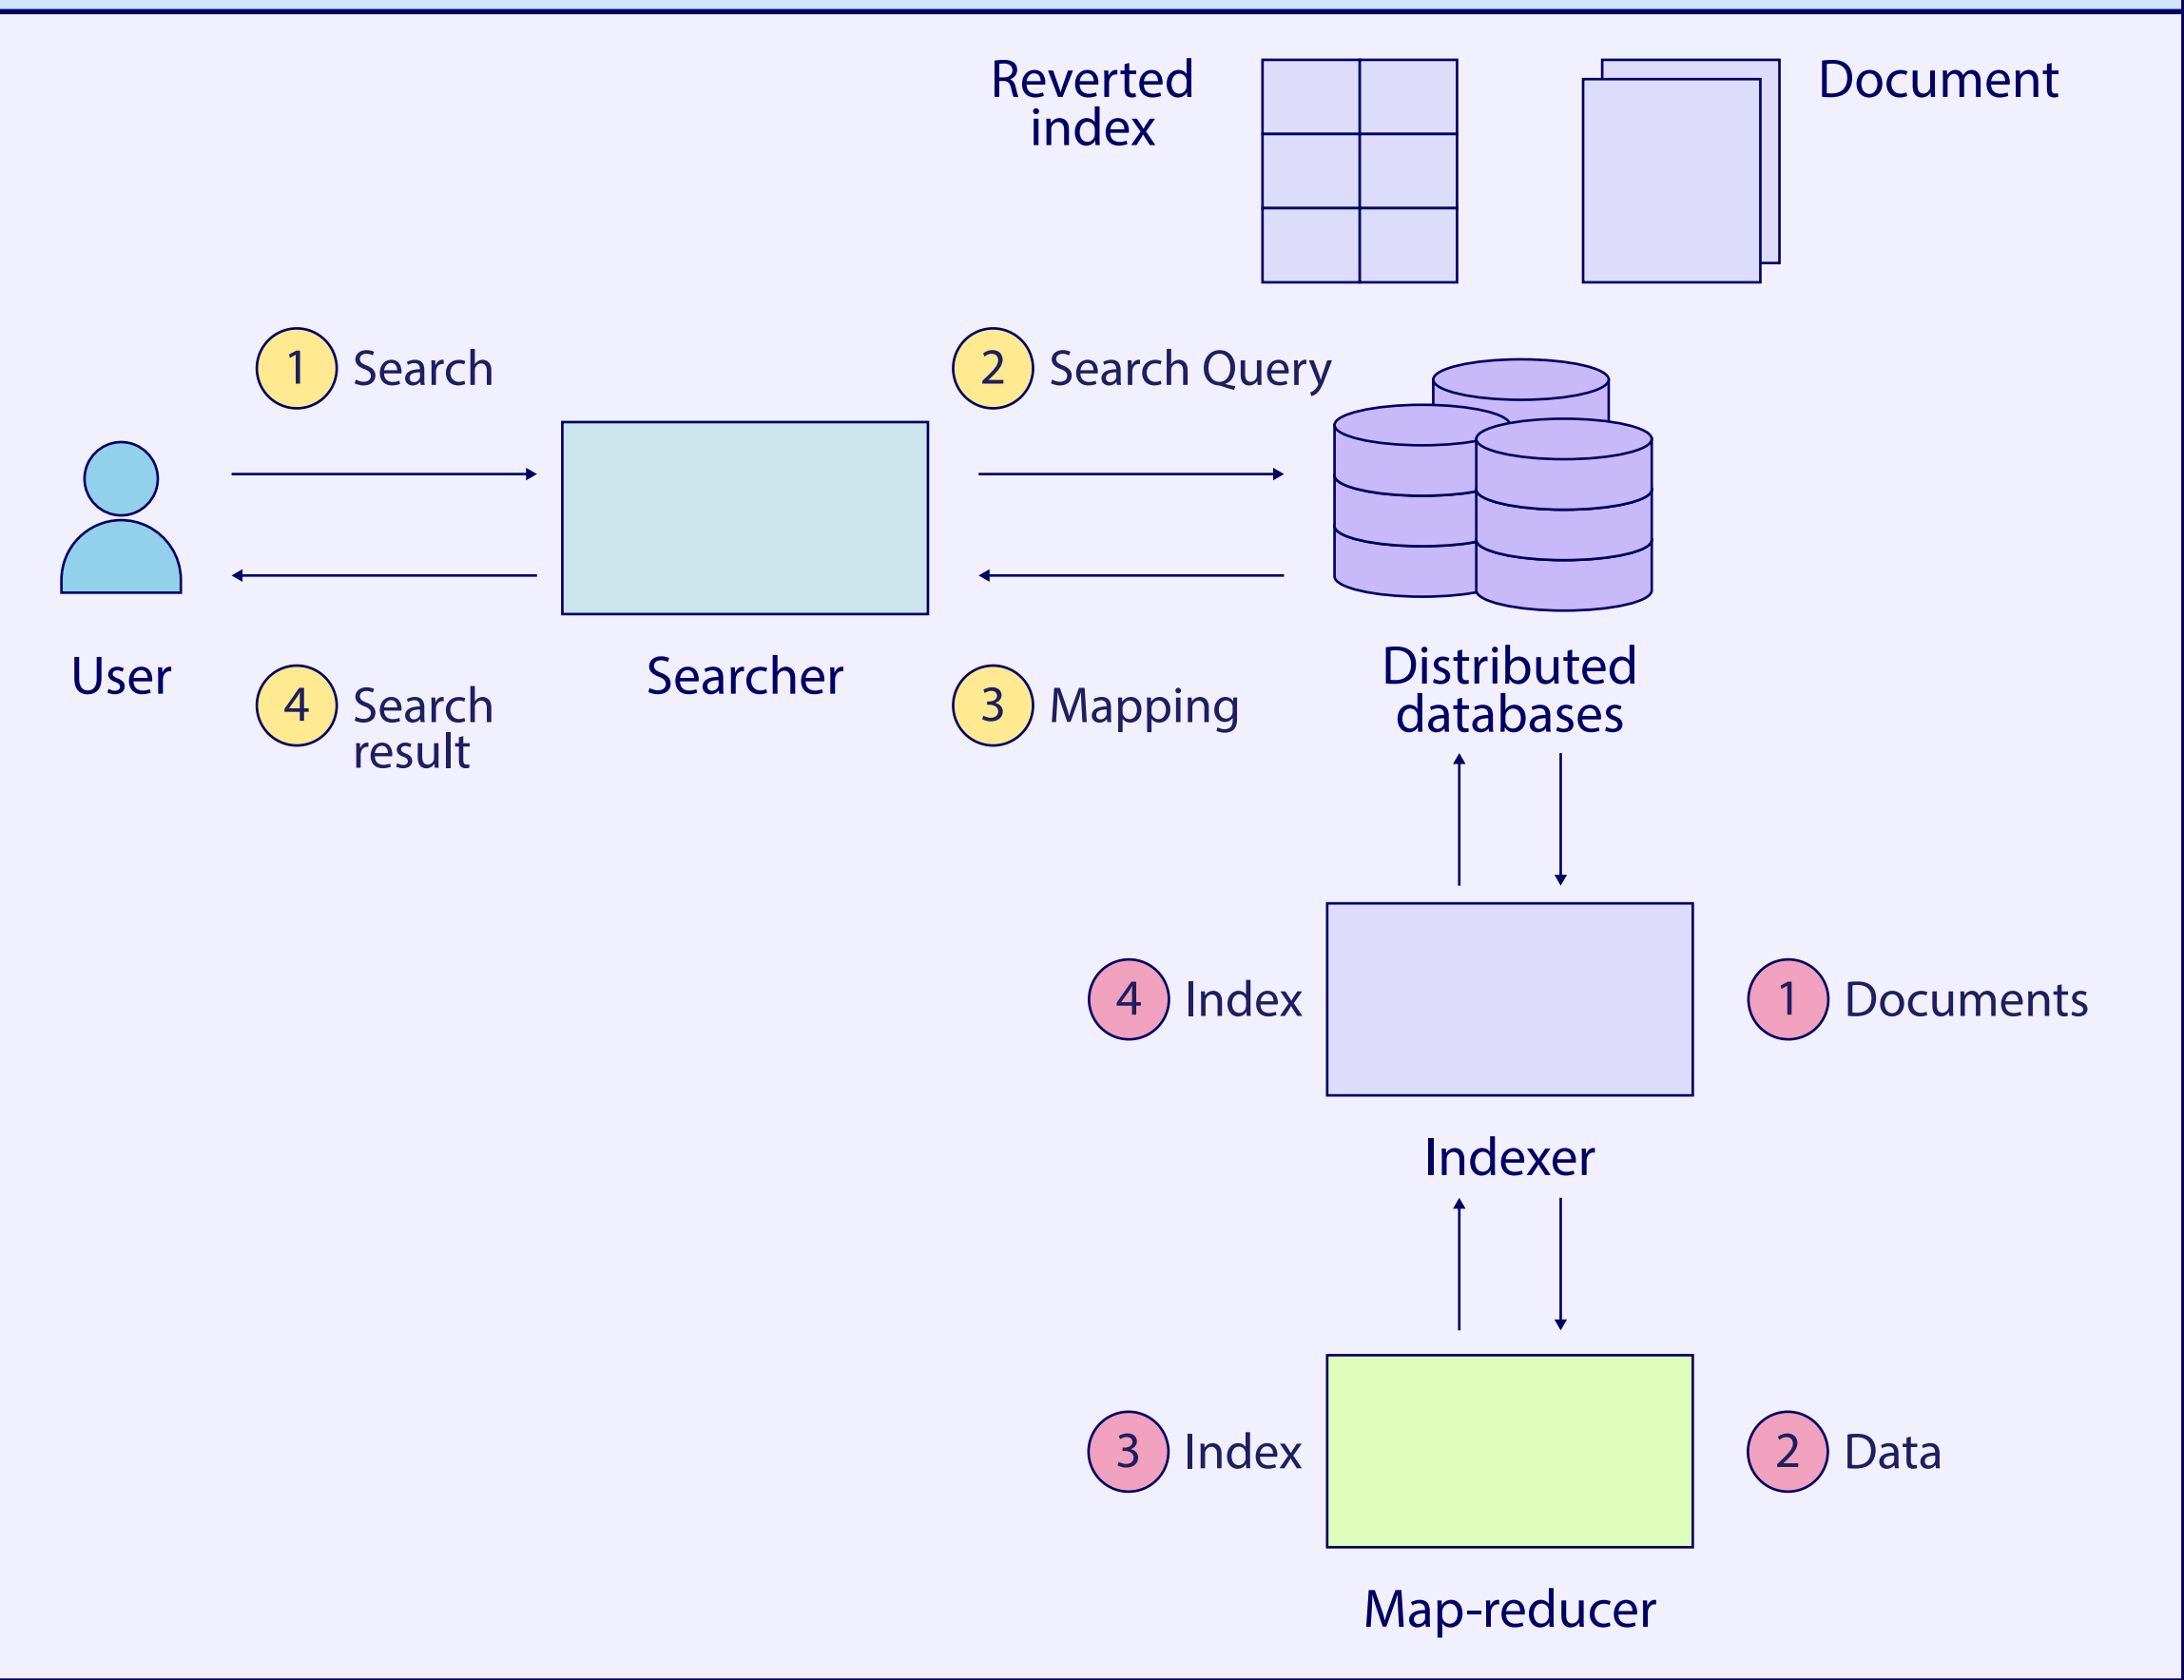 Reverted
index
Document
1 Search
2 Search Query
User
Searcher
Distributed
databases
4 Search
result
3 Mapping
4 Index
1 Documents
Indexer
3 Index
2 Data
Map-reducer